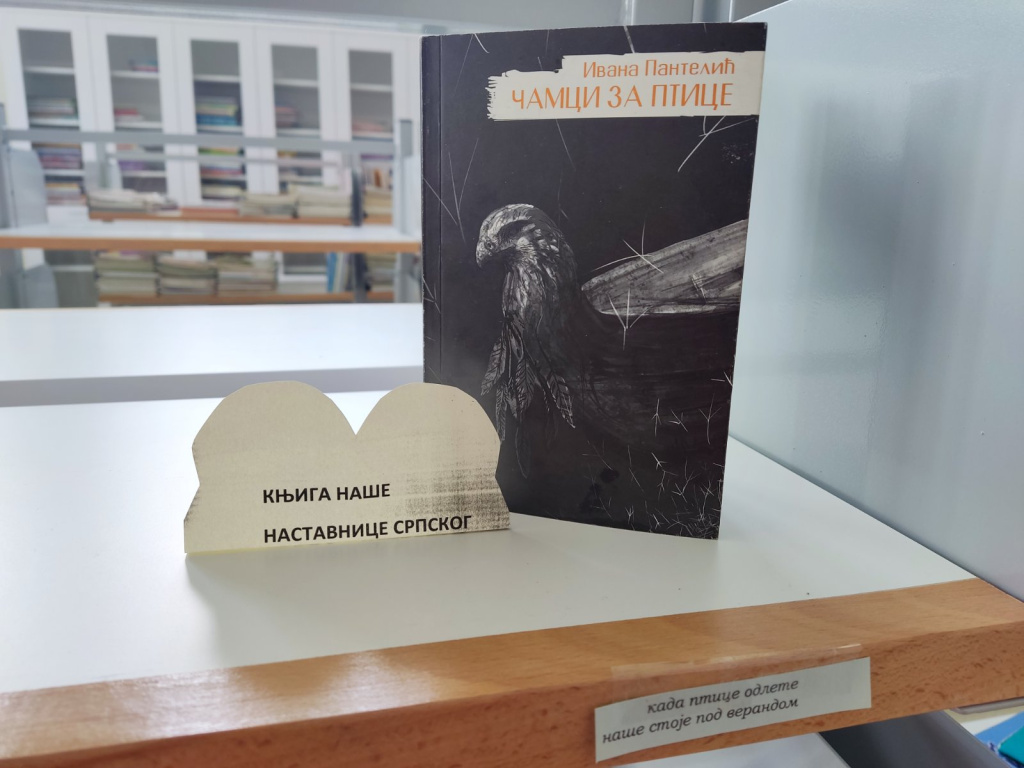 Ивана Пантелић
ЧАМЦИ ЗА ПТИЦЕ
КЊИГА НАШЕ
НАСТАВНИЦЕ СРПСКОГ
када птице одлете
наше стоје под верандом